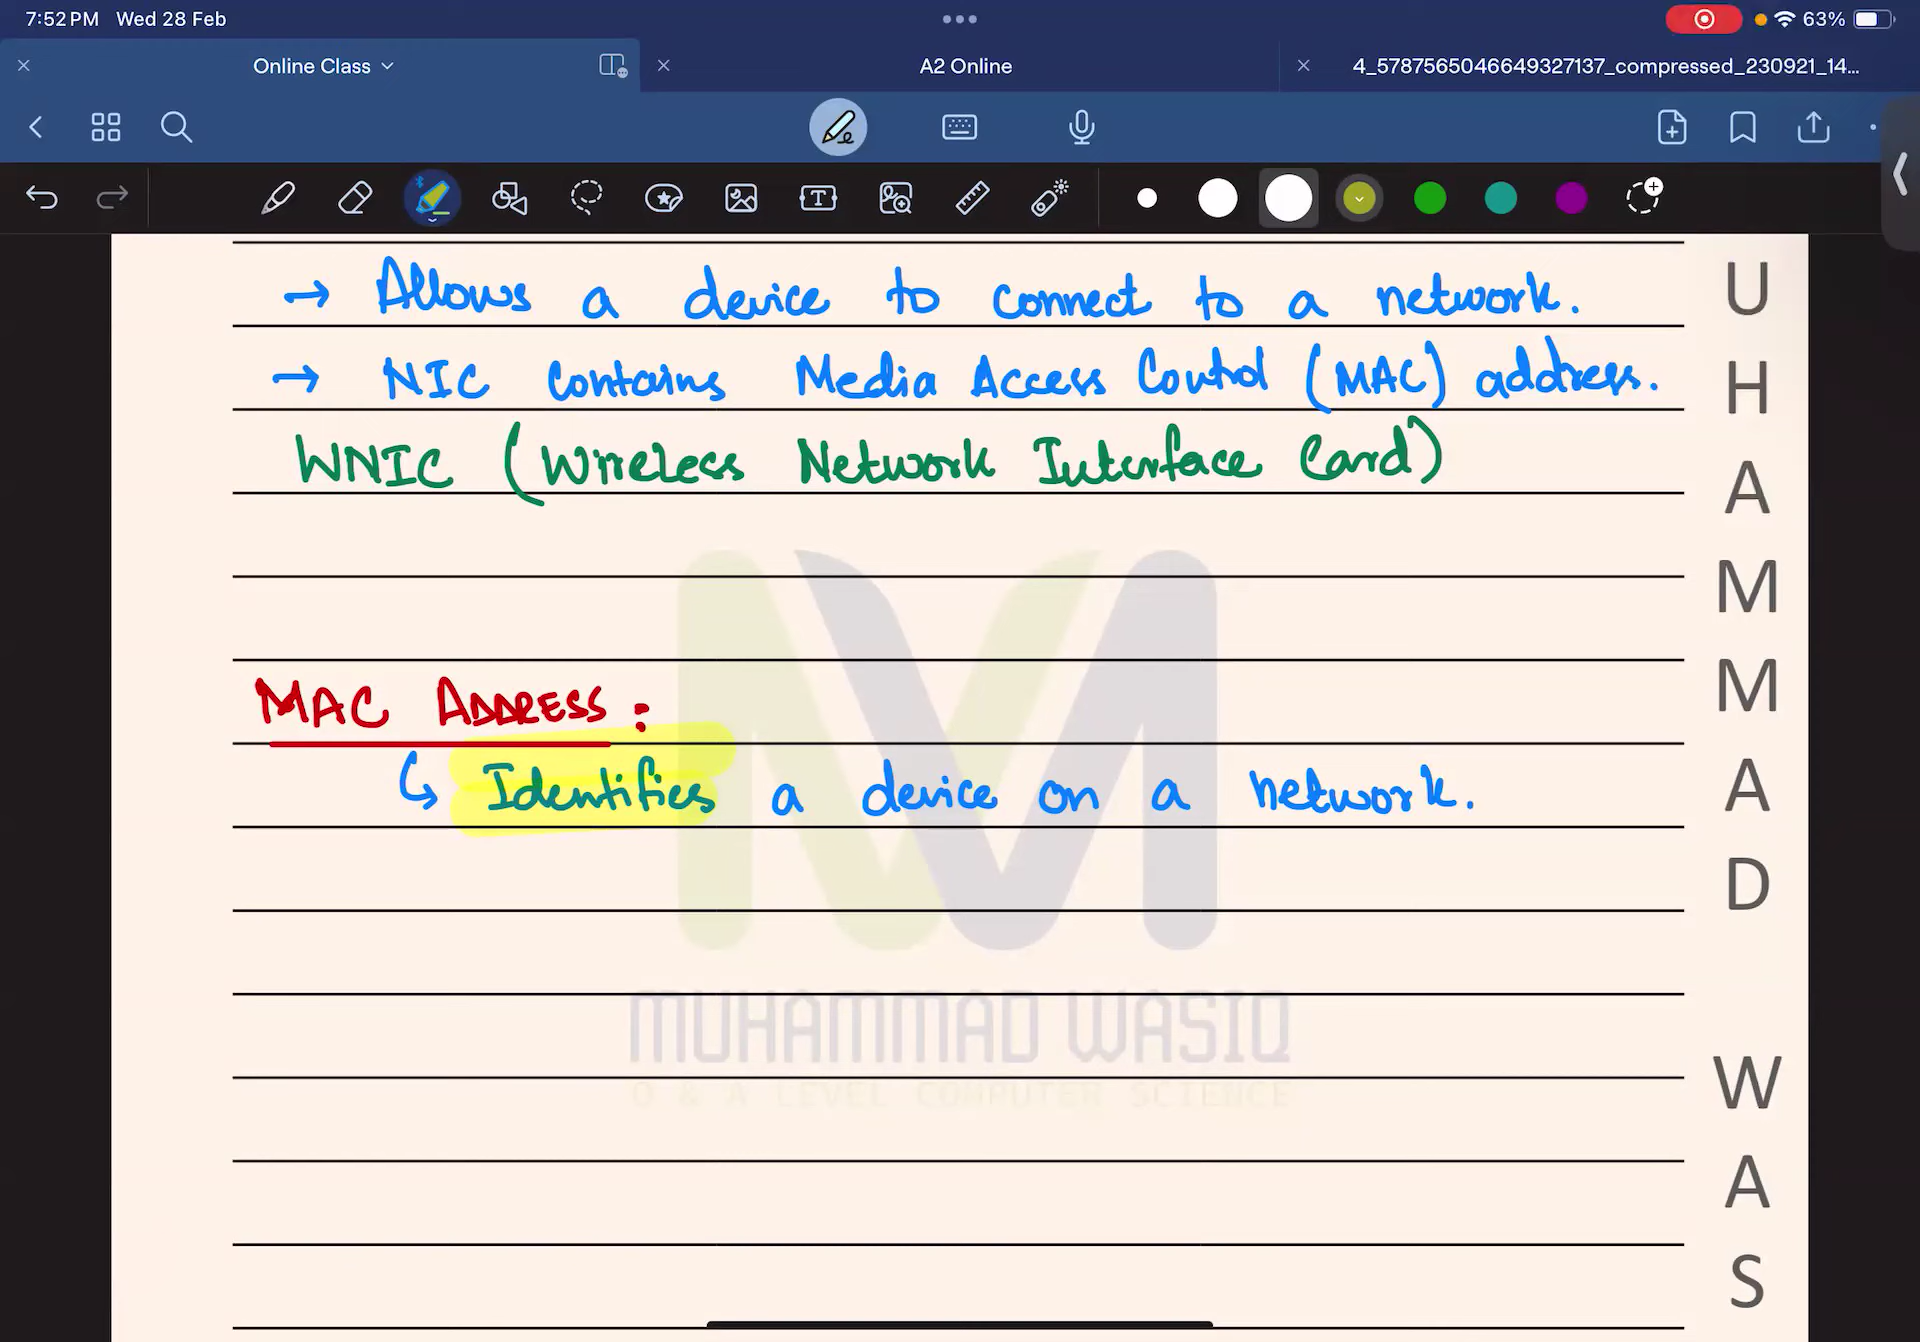 7:52 PM Wed 28 Feb
63%
Online Class
A2 Online
4_5787565046649327137_compressed_230921_14...
→ Allows a device to connect to a network.
→ NIC contains Media Access Control (MAC) address.
WNIC (Wireless Network Interface Card)
MAC ADDRESS:
↳ Identifies a device on a network.
MUHAMMAD WASIQ
O & A LEVEL COMPUTER SCIENCE
U
H
A
M
M
A
D
W
A
S